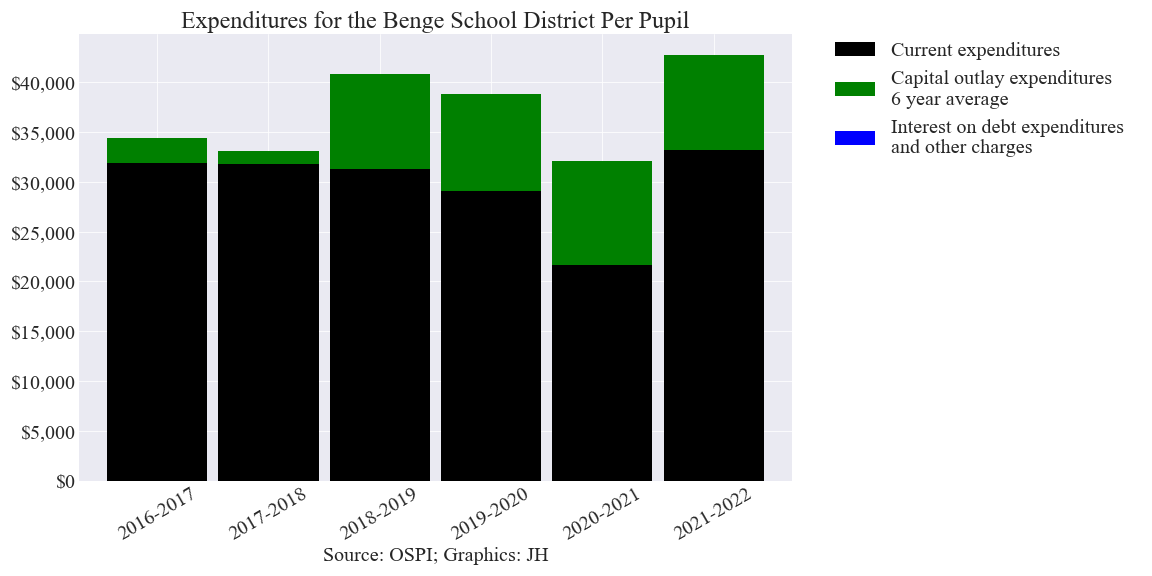 Expenditures for the Benge School District Per Pupil
$40,000
$35,000
$30,000
$25,000
$20,000
$15,000
$10,000
$5,000
$0
2016-2017
2017-2018
2018-2019
2019-2020
2020-2021
2021-2022
Source: OSPI; Graphics: JH
Current expenditures
Capital outlay expenditures
6 year average
Interest on debt expenditures
and other charges